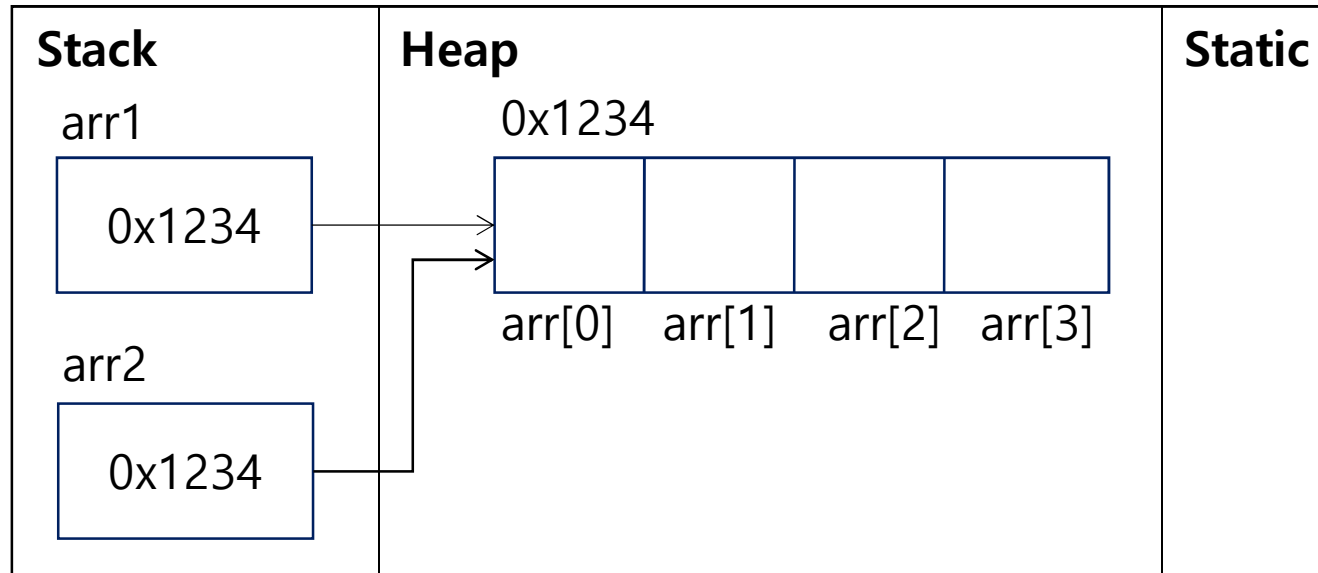 Stack
Heap
Static
arr1
0x1234
0x1234
arr[0]
arr[1]
arr[2]
arr[3]
arr2
0x1234